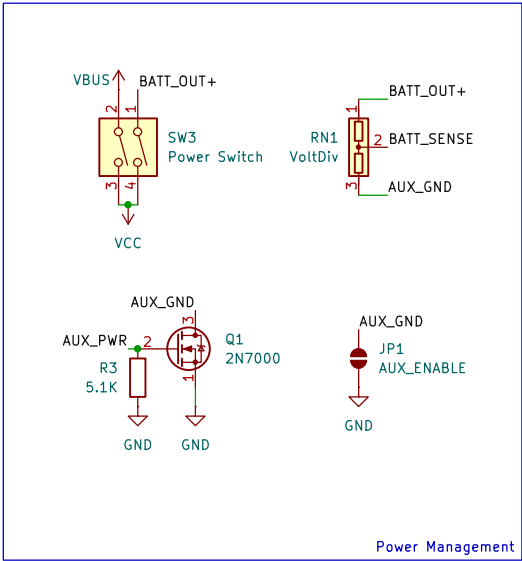 VBUS
BATT_OUT+
2
1
SW3
Power Switch
3
4
VCC
BATT_OUT+
1
RN1
VoltDiv
2
BATT_SENSE
3
AUX_GND
AUX_GND
3
AUX_PWR
2
Q1
2N7000
R3
5.1K
1
GND
GND
AUX_GND
JP1
AUX_ENABLE
GND
Power Management